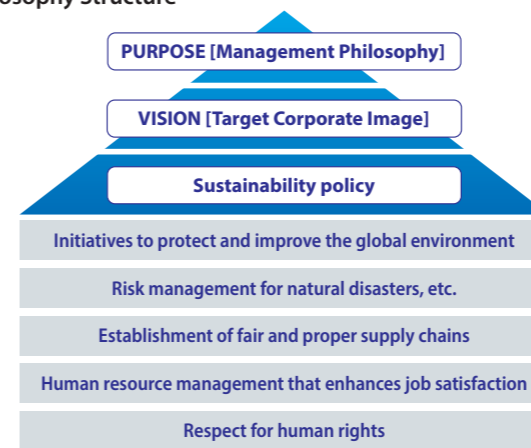 osophy Structure
PURPOSE [Management Philosophy]
VISION [Target Corporate Image]
Sustainability policy
Initiatives to protect and improve the global environment
Risk management for natural disasters, etc.
Establishment of fair and proper supply chains
Human resource management that enhances job satisfaction
Respect for human rights